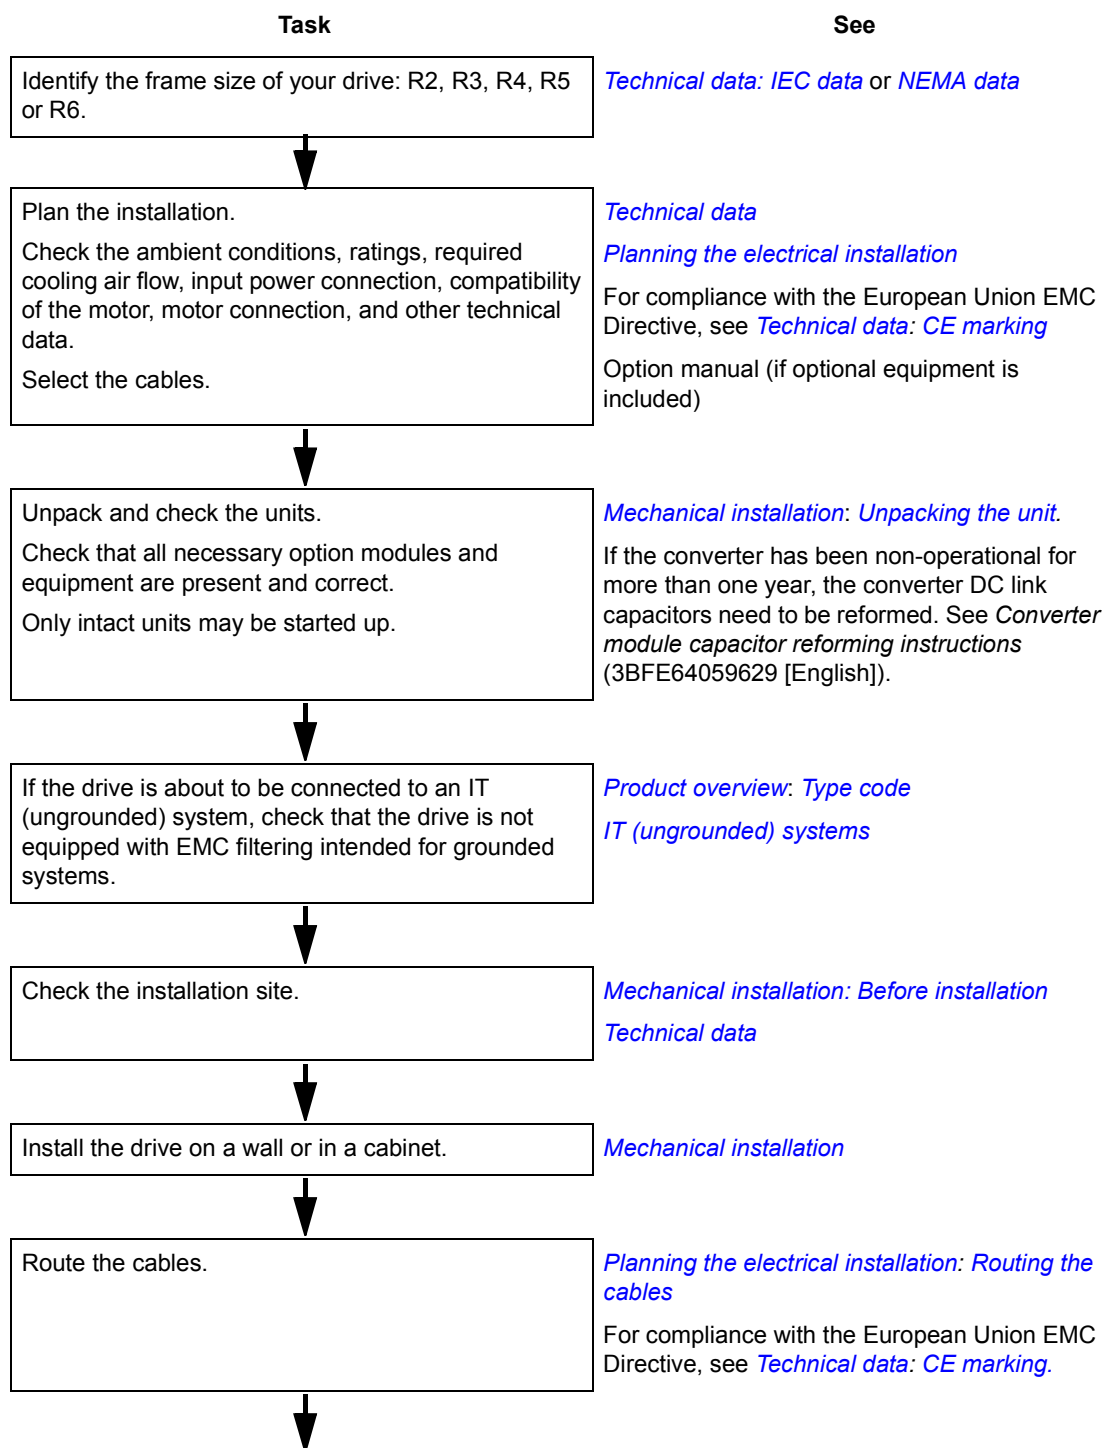 Task
See
Identify the frame size of your drive: R2, R3, R4, R5
or R6.
Technical data: IEC data or NEMA data
Plan the installation.
Check the ambient conditions, ratings, required
cooling air flow, input power connection, compatibility
of the motor, motor connection, and other technical
data.
Select the cables.
Technical data
Planning the electrical installation
For compliance with the European Union EMC
Directive, see Technical data: CE marking
Option manual (if optional equipment is
included)
Unpack and check the units.
Check that all necessary option modules and
equipment are present and correct.
Only intact units may be started up.
Mechanical installation: Unpacking the unit.
If the converter has been non-operational for
more than one year, the converter DC link
capacitors need to be reformed. See Converter
module capacitor reforming instructions
(3BFE64059629 [English]).
If the drive is about to be connected to an IT
(ungrounded) system, check that the drive is not
equipped with EMC filtering intended for grounded
systems.
Product overview: Type code
IT (ungrounded) systems
Check the installation site.
Mechanical installation: Before installation
Technical data
Install the drive on a wall or in a cabinet.
Mechanical installation
Route the cables.
Planning the electrical installation: Routing the
cables
For compliance with the European Union EMC
Directive, see Technical data: CE marking.